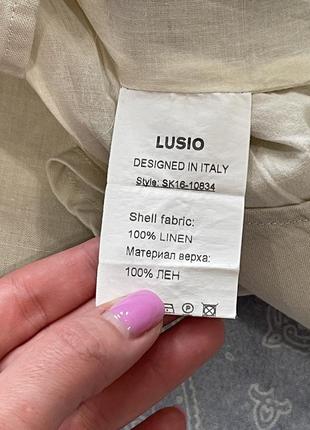 LUSIO
DESIGNED IN ITALY
Style: SK16-10834
Shell fabric:
100% LINEN
Материал верха:
100% ЛЕН